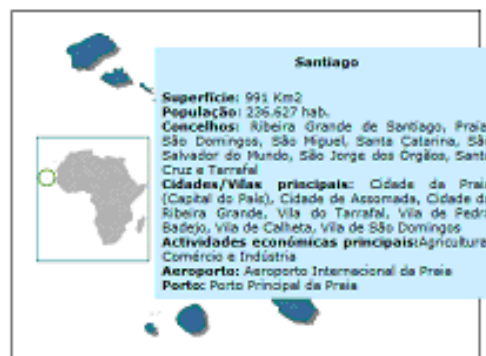 Santiago
Superfície: 991 Km2
População: 236.627 hab.
Concelhos: Ribeira Grande de Santiago, Praia
São Domingos, São Miguel, Santa Catarina, São
Salvador do Mundo, São Jorge dos Orgãos, Santa
Cruz e Tarrafal
Cidades/Vilas principais: Cidade da Praia
(Capital do País), Cidade de Assomada, Cidade da
Ribeira Grande, Vila do Tarrafal, Vila de Pedra
Badejo, Vila de Calheta, Vila de São Domingos
Actividades económicas principais:Agricultura
Comércio e Indústria
Aeroporto: Aeroporto Internacional da Praia
Porto: Porto Principal da Praia